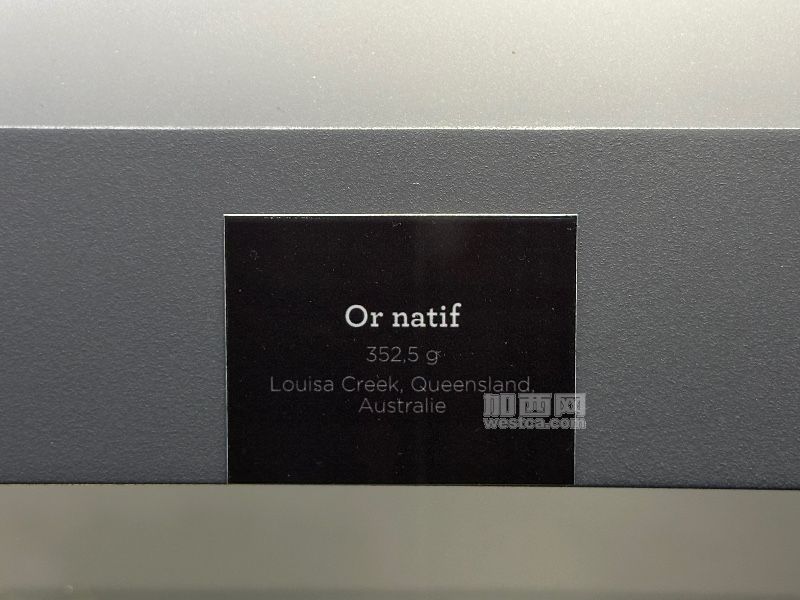 Or natif
352,5 g
Louisa Creek, Queensland,
Australie
加西网
westca.com